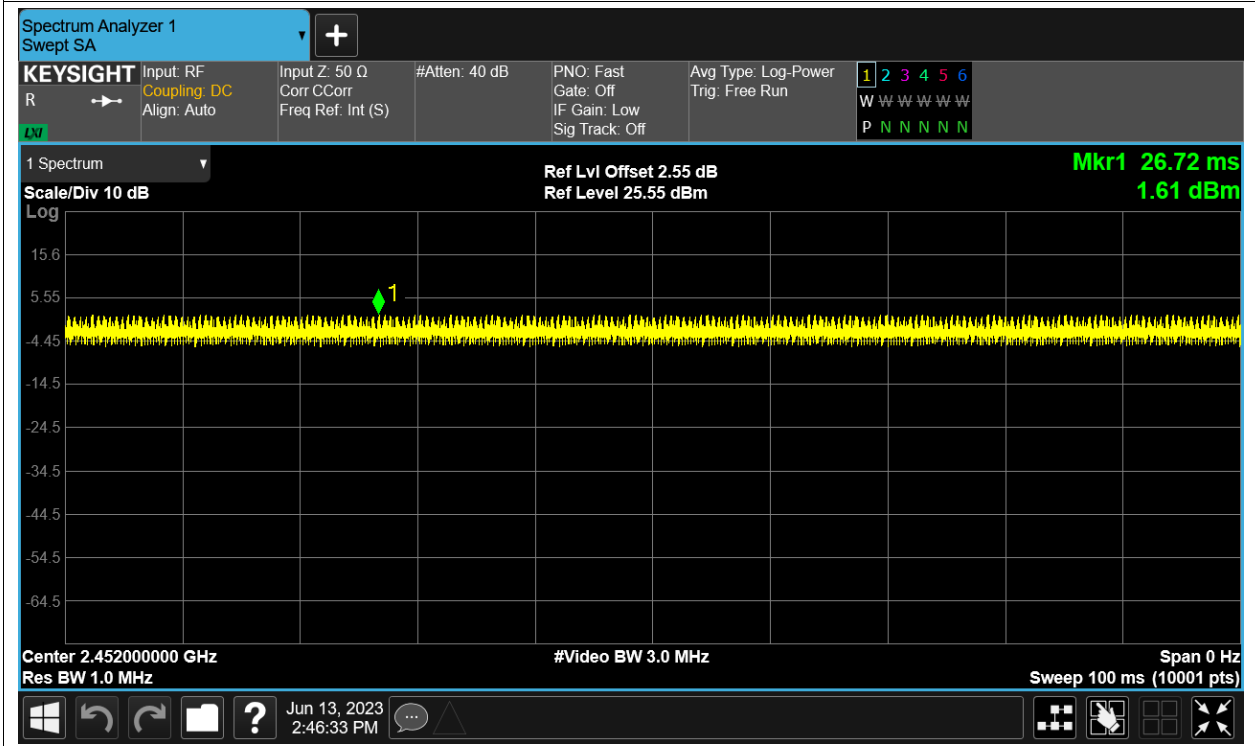 Spectrum Analyzer 1
Swept SA
KEYSIGHT
R
LXI
Input: RF
Coupling: DC
Align: Auto
Input Z: 50 Ω
Corr CCorr
Freq Ref: Int (S)
#Atten: 40 dB
PNO: Fast
Gate: Off
IF Gain: Low
Sig Track: Off
Avg Type: Log-Power
Trig: Free Run
1 2 3 4 5 6
W W W W W W
P N N N N N
1 Spectrum
Scale/Div 10 dB
Log
Ref Lvl Offset 2.55 dB
Ref Level 25.55 dBm
Mkr1 26.72 ms
1.61 dBm
15.6
5.55
1
-4.45
-14.5
-24.5
-34.5
-44.5
-54.5
-64.5
Center 2.452000000 GHz
Res BW 1.0 MHz
#Video BW 3.0 MHz
Span 0 Hz
Sweep 100 ms (10001 pts)
?
Jun 13, 2023
2:46:33 PM